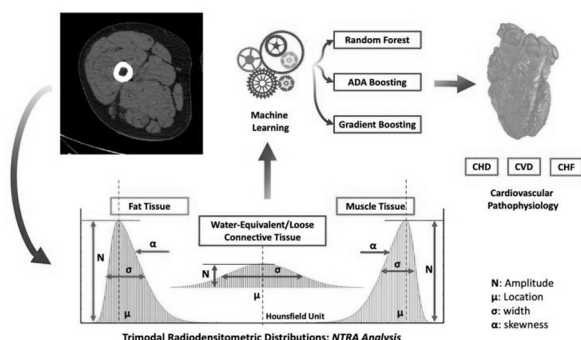 Random Forest
ADA Boosting
Gradient Boosting
Machine
Learning
CHD
CVD
CHF
Cardiovascular
Pathophysiology
Fat Tissue
Water-Equivalent/Loose
Connective Tissue
Muscle Tissue
N
α
σ
μ
N
σ
μ
α
N
σ
μ
Hounsfield Unit
N: Amplitude
μ: Location
σ: width
α: skewness
Trimodal Radiodensitometric Distributions: NTRA Analysis